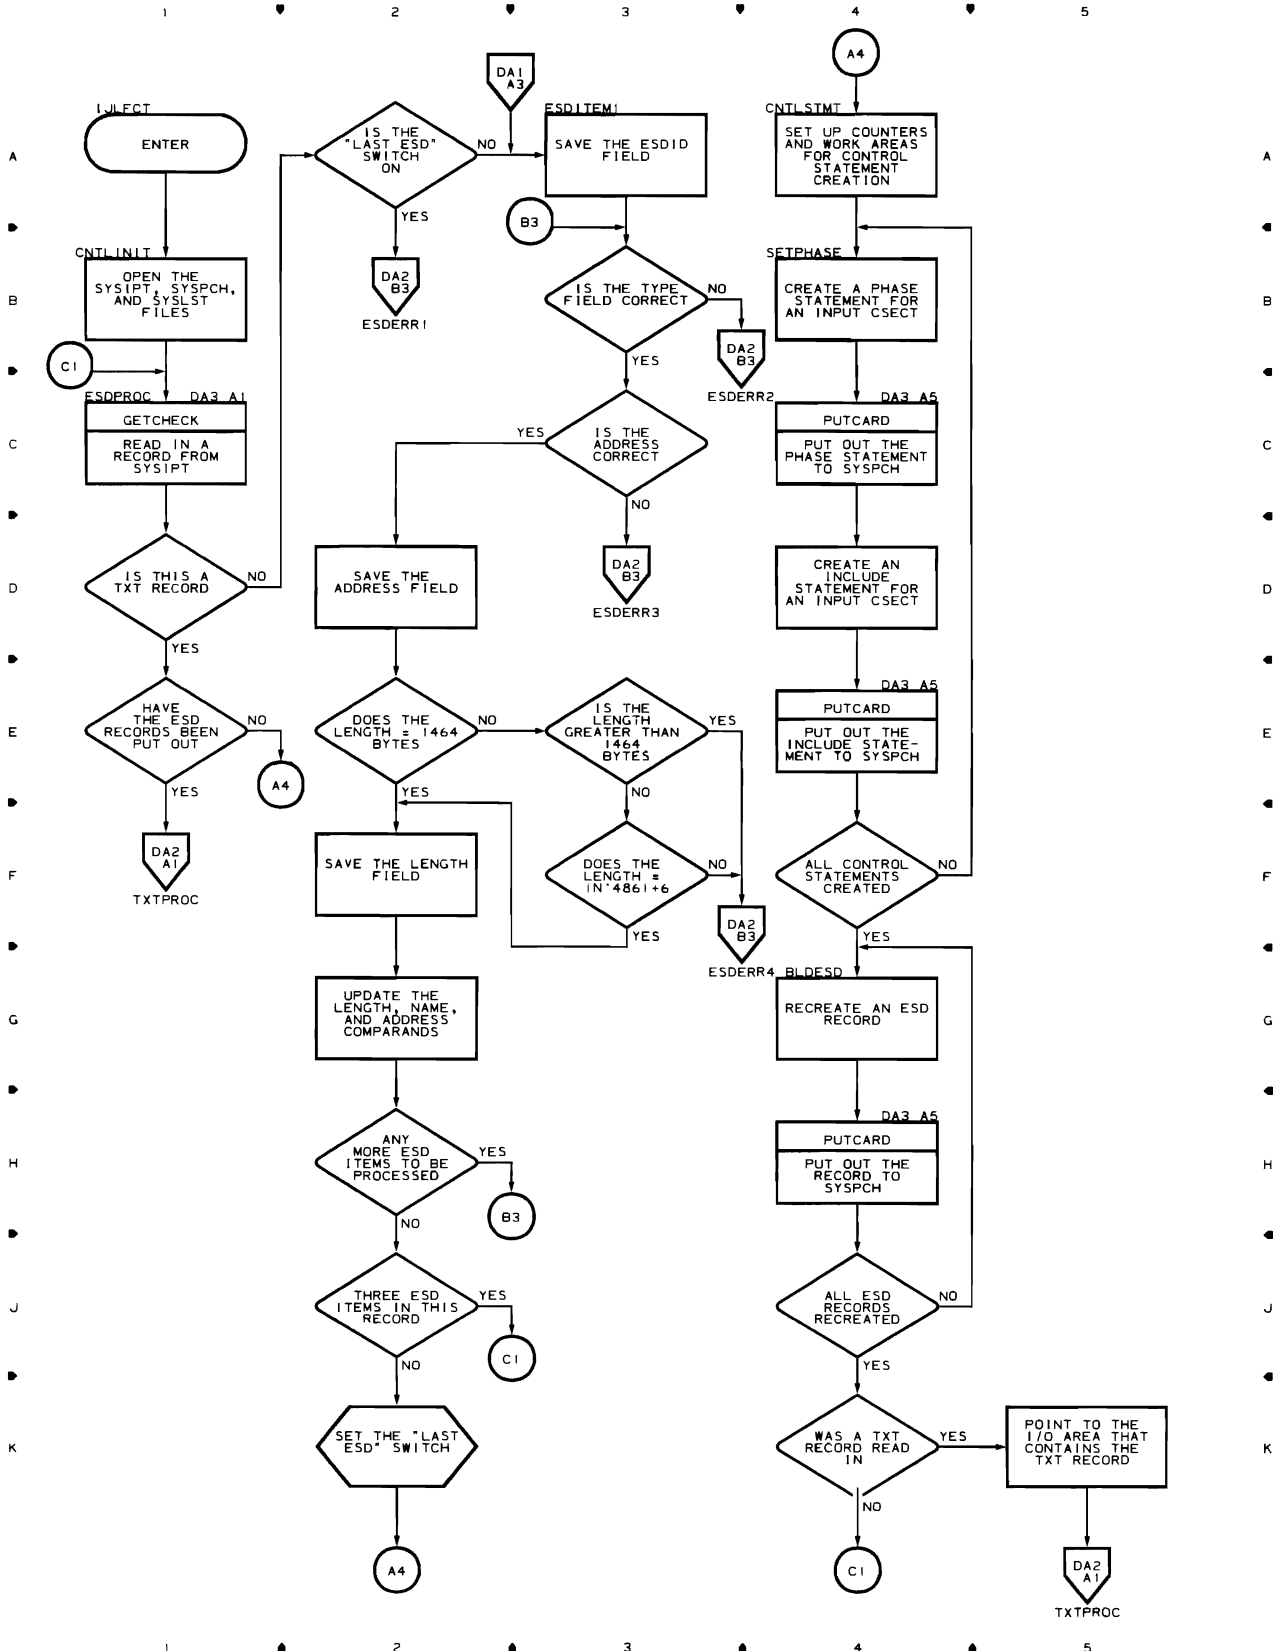 1 2 3 4 5
A4
DA1
A3
IJLFCT
ENTER
IS THE
"LAST ESD"
SWITCH
ON
NO
YES
DA2
B3
ESDERR1
ESDITEM1
SAVE THE ESDID
FIELD
CNTLSTMT
SET UP COUNTERS
AND WORK AREAS
FOR CONTROL
STATEMENT
CREATION
A
A
B3
CNTLINIT
OPEN THE
SYSIPT, SYSPCH,
AND SYSLST
FILES
IS THE TYPE
FIELD CORRECT
NO
YES
DA2
B3
ESDERR2
SETPHASE
CREATE A PHASE
STATEMENT FOR
AN INPUT CSECT
B
B
C1
ESDPROC DA3 A1
GETCHECK
READ IN A
RECORD FROM
SYSIPT
YES
IS THE
ADDRESS
CORRECT
NO
DA2
B3
ESDERR3
DA3 A5
PUTCARD
PUT OUT THE
PHASE STATEMENT
TO SYSPCH
C
C
IS THIS A
TXT RECORD
NO
YES
SAVE THE
ADDRESS FIELD
CREATE AN
INCLUDE
STATEMENT FOR
AN INPUT CSECT
D
D
HAVE
THE ESD
RECORDS BEEN
PUT OUT
NO
A4
YES
DA2
A1
TXTPROC
DOES THE
LENGTH = 1464
BYTES
NO
YES
IS THE
LENGTH
GREATER THAN
1464
BYTES
YES
NO
DA3 A5
PUTCARD
PUT OUT THE
INCLUDE STATE-
MENT TO SYSPCH
E
E
SAVE THE LENGTH
FIELD
DOES THE
LENGTH =
(N*486)+6
NO
YES
DA2
B3
ESDERR4
ALL CONTROL
STATEMENTS
CREATED
NO
YES
F
F
UPDATE THE
LENGTH, NAME,
AND ADDRESS
COMPARANDS
BLDESD
RECREATE AN ESD
RECORD
G
G
ANY
MORE ESD
ITEMS TO BE
PROCESSED
YES
B3
NO
DA3 A5
PUTCARD
PUT OUT THE
RECORD TO
SYSPCH
H
H
THREE ESD
ITEMS IN THIS
RECORD
YES
C1
NO
ALL ESD
RECORDS
RECREATED
NO
YES
J
J
SET THE "LAST
ESD" SWITCH
A4
WAS A TXT
RECORD READ
IN
YES
NO
C1
POINT TO THE
I/O AREA THAT
CONTAINS THE
TXT RECORD
DA2
A1
TXTPROC
K
K
1 2 3 4 5